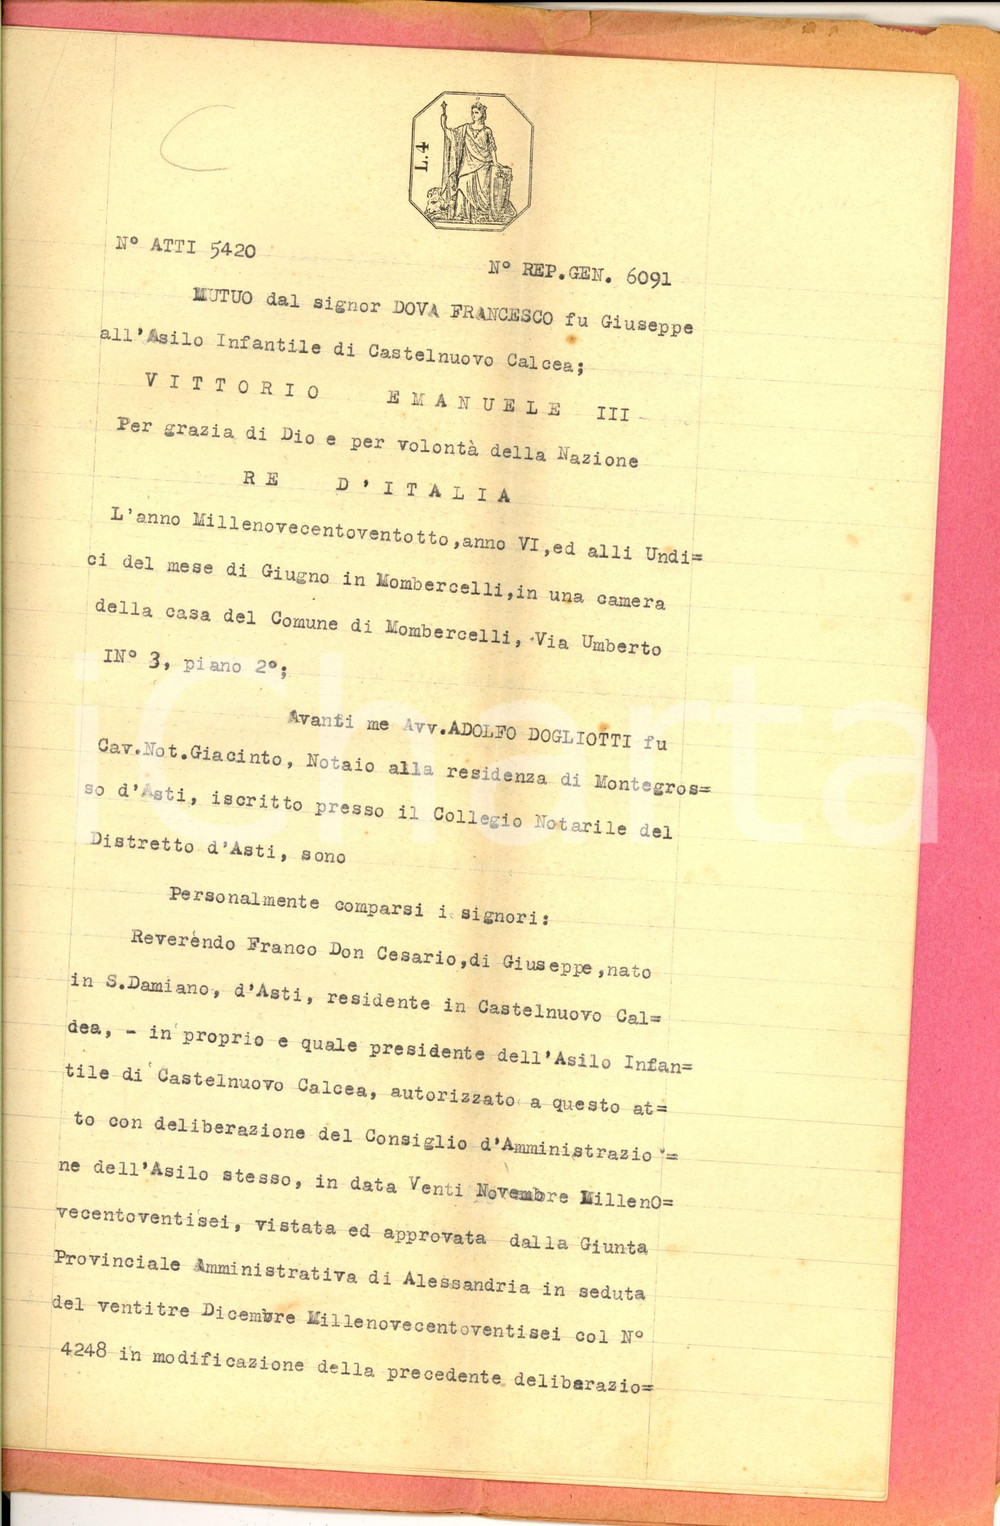 L.4
N° ATTI 5420
N° REP.GEN. 6091
MUTUO dal signor DOVA FRANCESCO fu Giuseppe
all'Asilo Infantile di Castelnuovo Calcea;
VITTORIO EMANUELE III
Per grazia di Dio e per volontà della Nazione
RE D'ITALIA
L'anno Millenovecentoventotto,anno VI,ed alli Undi=
ci del mese di Giugno in Mombercelli,in una camera
della casa del Comune di Mombercelli, Via Umberto
IN° 3, piano 2°;
Avanti me Avv.ADOLFO DOGLIOTTI fu
Cav.Not.Giacinto, Notaio alla residenza di Montegros=
so d'Asti, iscritto presso il Collegio Notarile del
Distretto d'Asti, sono
Personalmente comparsi i signori:
Reverendo Franco Don Cesario,di Giuseppe,nato
in S.Damiano, d'Asti, residente in Castelnuovo Cal=
dea, - in proprio e quale presidente dell'Asilo Infan=
tile di Castelnuovo Calcea, autorizzato a questo at=
to con deliberazione del Consiglio d'Amministrazio =
ne dell'Asilo stesso, in data Venti Novembre MillenO=
vecentoventisei, vistata ed approvata dalla Giunta
Provinciale Amministrativa di Alessandria in seduta
del ventitre Dicembre Millenovecentoventisei col N°
4248 in modificazione della precedente deliberazio=
iCharta